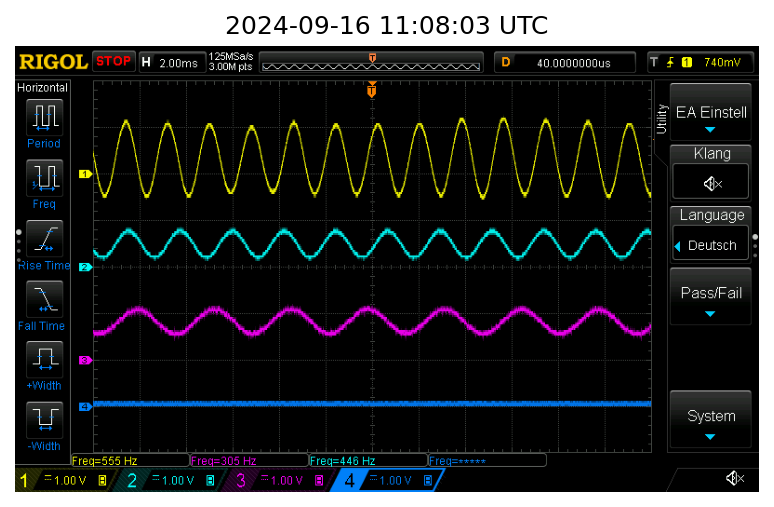 2024-09-16 11:08:03 UTC
RIGOL STOP H 2.00ms 125MSa/s 3.00M pts T D 40.0000000us T 1 740mV
Horizontal
Period
Freq
Rise Time
Fall Time
+Width
-Width
T
1
2
3
4
Utility
EA Einstell
Klang
Language
Deutsch
Pass/Fail
System
Freq=555 Hz Freq=305 Hz Freq=446 Hz Freq=*****
1 1.00 V B 2 1.00 V B 3 1.00 V B 4 1.00 V B